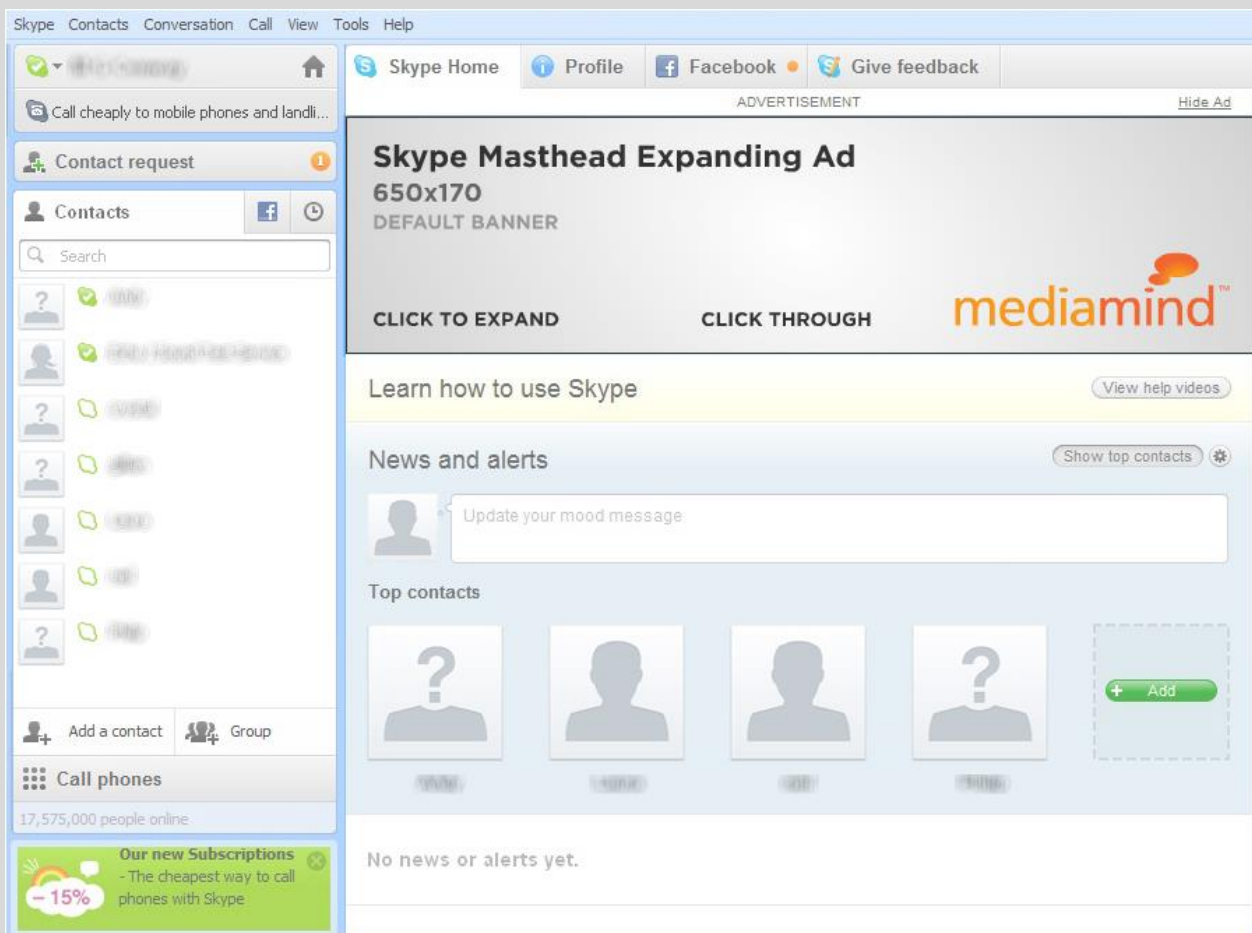 Skype Contacts Conversation Call View Tools Help
Call cheaply to mobile phones and landli...
Contact request 1
Contacts
Search
Add a contact Group
Call phones
17,575,000 people online
Our new Subscriptions
- The cheapest way to call
phones with Skype
– 15%
Skype Home Profile Facebook Give feedback
ADVERTISEMENT Hide Ad
Skype Masthead Expanding Ad
650x170
DEFAULT BANNER
mediamind™
CLICK TO EXPAND CLICK THROUGH
Learn how to use Skype View help videos
News and alerts Show top contacts
Update your mood message
Top contacts
+ Add
No news or alerts yet.